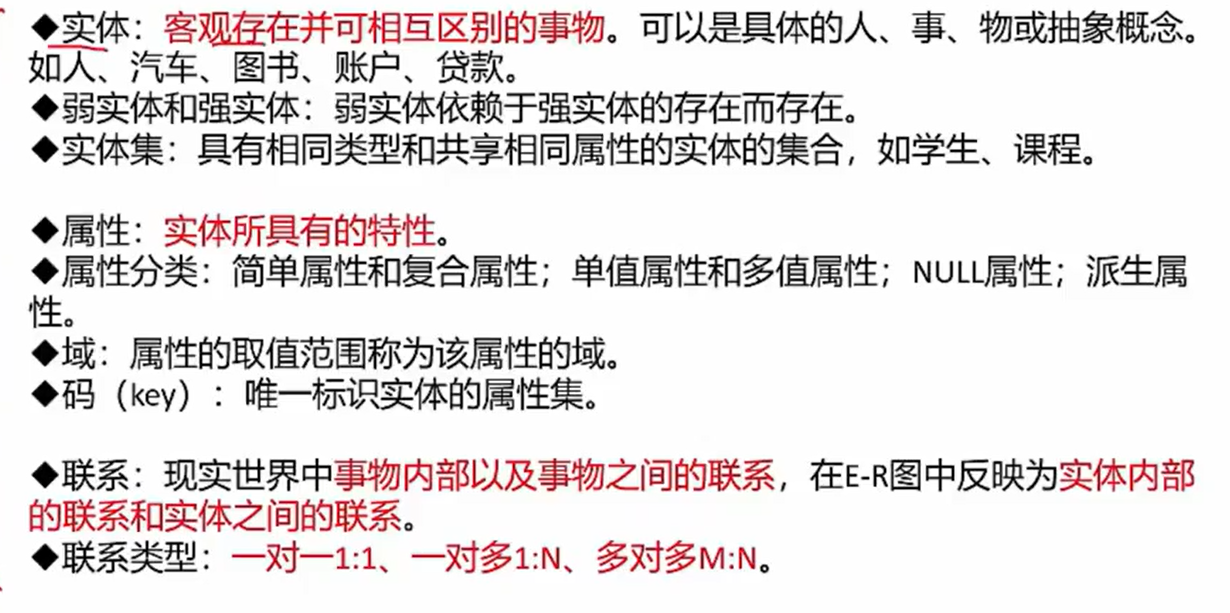 ◆实体：客观存在并可相互区别的事物。可以是具体的人、事、物或抽象概念。
如人、汽车、图书、账户、贷款。
◆弱实体和强实体：弱实体依赖于强实体的存在而存在。
◆实体集：具有相同类型和共享相同属性的实体的集合，如学生、课程。
◆属性：实体所具有的特性。
◆属性分类：简单属性和复合属性；单值属性和多值属性；NULL属性；派生属
性。
◆域：属性的取值范围称为该属性的域。
◆码（key）：唯一标识实体的属性集。
◆联系：现实世界中事物内部以及事物之间的联系，在E-R图中反映为实体内部
的联系和实体之间的联系。
◆联系类型：一对一1:1、一对多1:N、多对多M:N。